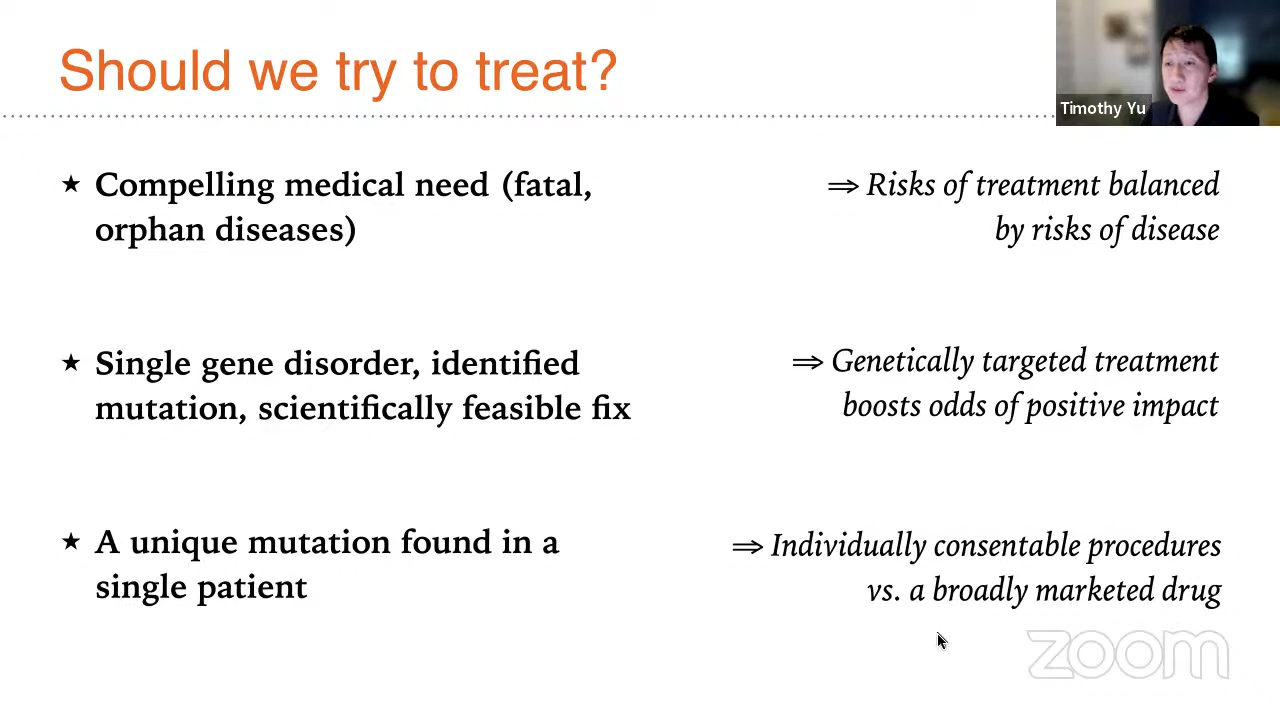 Should we try to treat?
Timothy Yu
★ Compelling medical need (fatal,
orphan diseases)
⇒ Risks of treatment balanced
by risks of disease
★ Single gene disorder, identified
mutation, scientifically feasible fix
⇒ Genetically targeted treatment
boosts odds of positive impact
★ A unique mutation found in a
single patient
⇒ Individually consentable procedures
vs. a broadly marketed drug
zoom